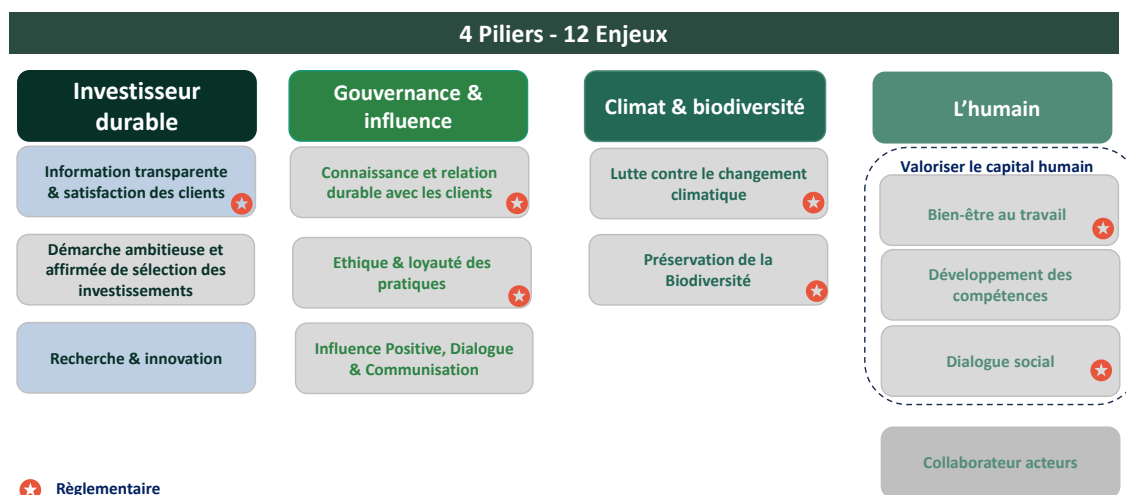 4 Piliers - 12 Enjeux
Investisseur
durable
Information transparente
& satisfaction des clients
Démarche ambitieuse et
affirmée de sélection des
investissements
Recherche & innovation
Gouvernance &
influence
Connaissance et relation
durable avec les clients
Ethique & loyauté des
pratiques
Influence Positive, Dialogue
& Communisation
Climat & biodiversité
Lutte contre le changement
climatique
Préservation de la
Biodiversité
L'humain
Valoriser le capital humain
Bien-être au travail
Développement des
compétences
Dialogue social
Collaborateur acteurs
Règlementaire